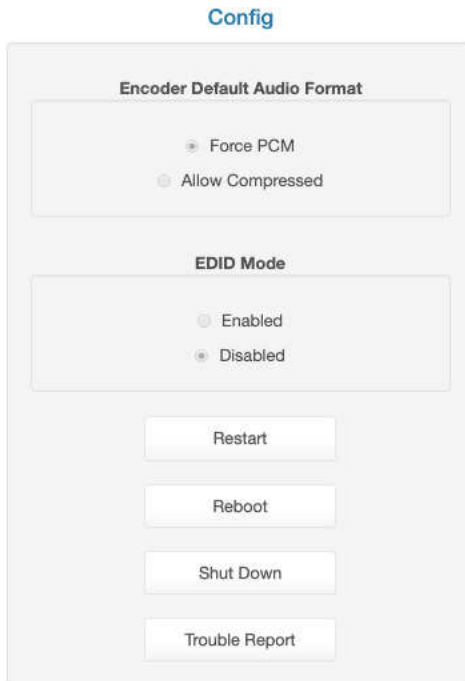 Config
Encoder Default Audio Format
Force PCM
Allow Compressed
EDID Mode
Enabled
Disabled
Restart
Reboot
Shut Down
Trouble Report